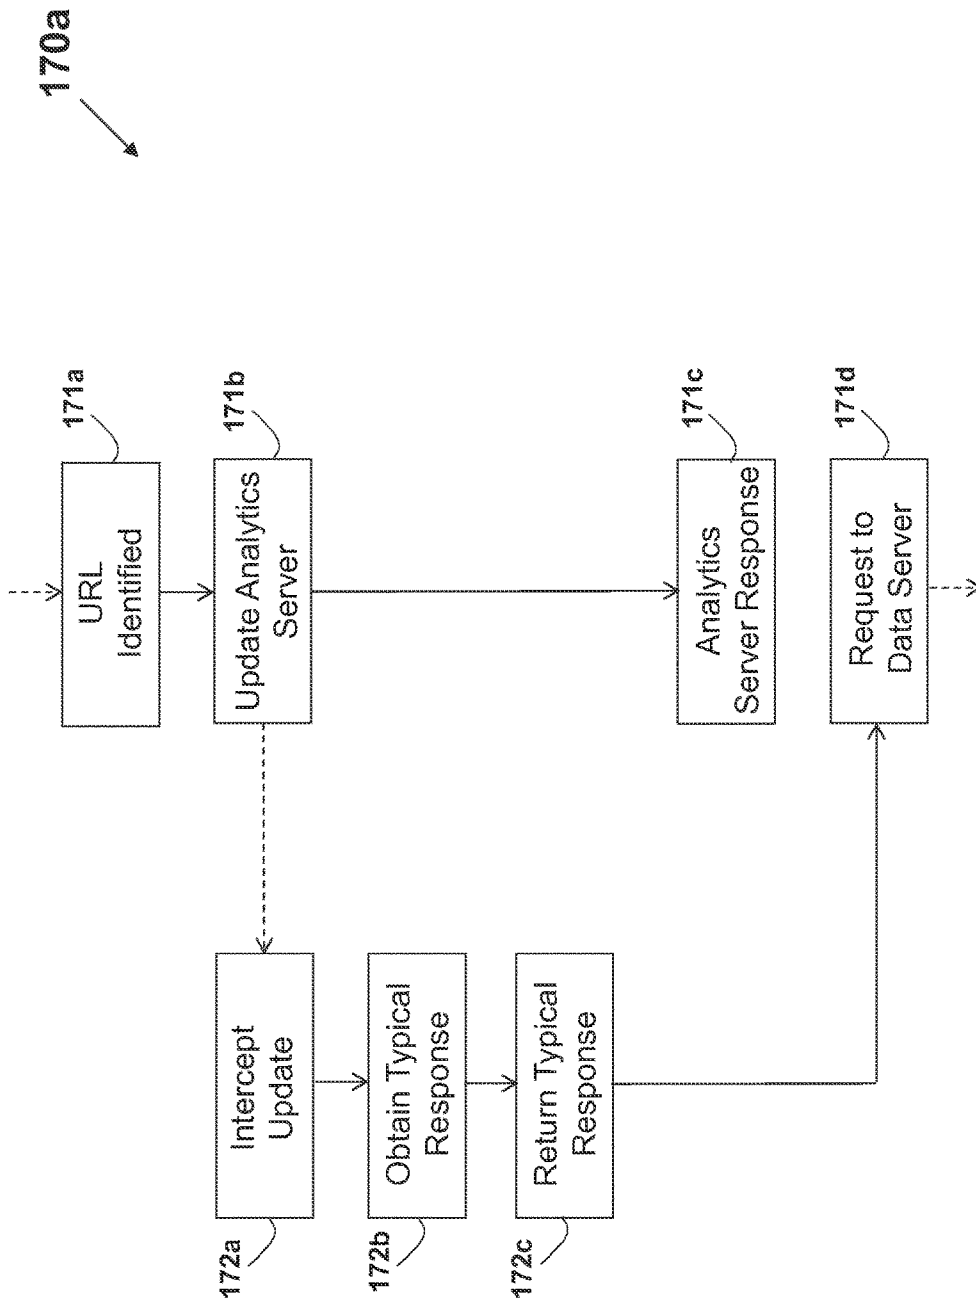 170a
URL
Identified
171a
Update Analytics
Server
171b
Analytics
Server Response
171c
Request to
Data Server
171d
Intercept
Update
172a
Obtain Typical
Response
172b
Return Typical
Response
172c